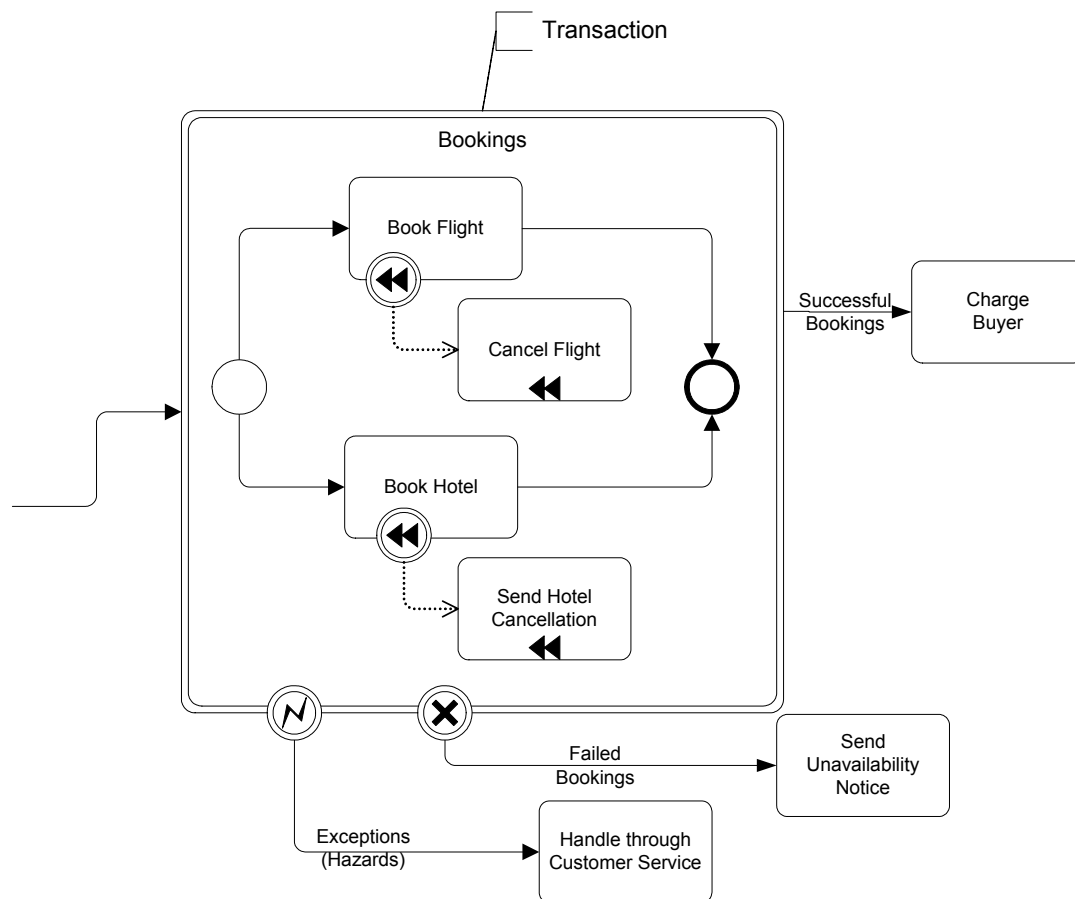 Transaction
Bookings
Book Flight
Cancel Flight
Successful
Bookings
Charge
Buyer
Book Hotel
Send Hotel
Cancellation
Failed
Bookings
Send
Unavailability
Notice
Exceptions
(Hazards)
Handle through
Customer Service